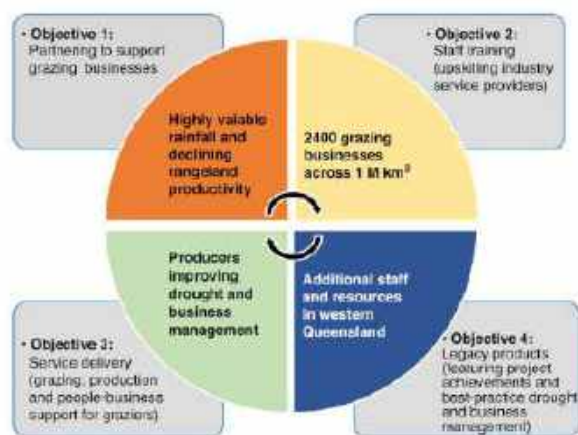 • Objective 1:
Partnering to support
grazing businesses
• Objective 2:
Staff training
(upskilling industry
service providers)
Highly vaiable
rainfall and
declining
rangeland
productivity
2400 grazing
businesses
across 1 M km²
Producers
improving
drought and
business
management
Additional staff
and resources
in western
Queensland
• Objective 3:
Service delivery
(grazing, production
and people-business
support for graziors)
• Objective 4:
Legacy products
(featuring project
achievements and
best-practice drought
and business
management)